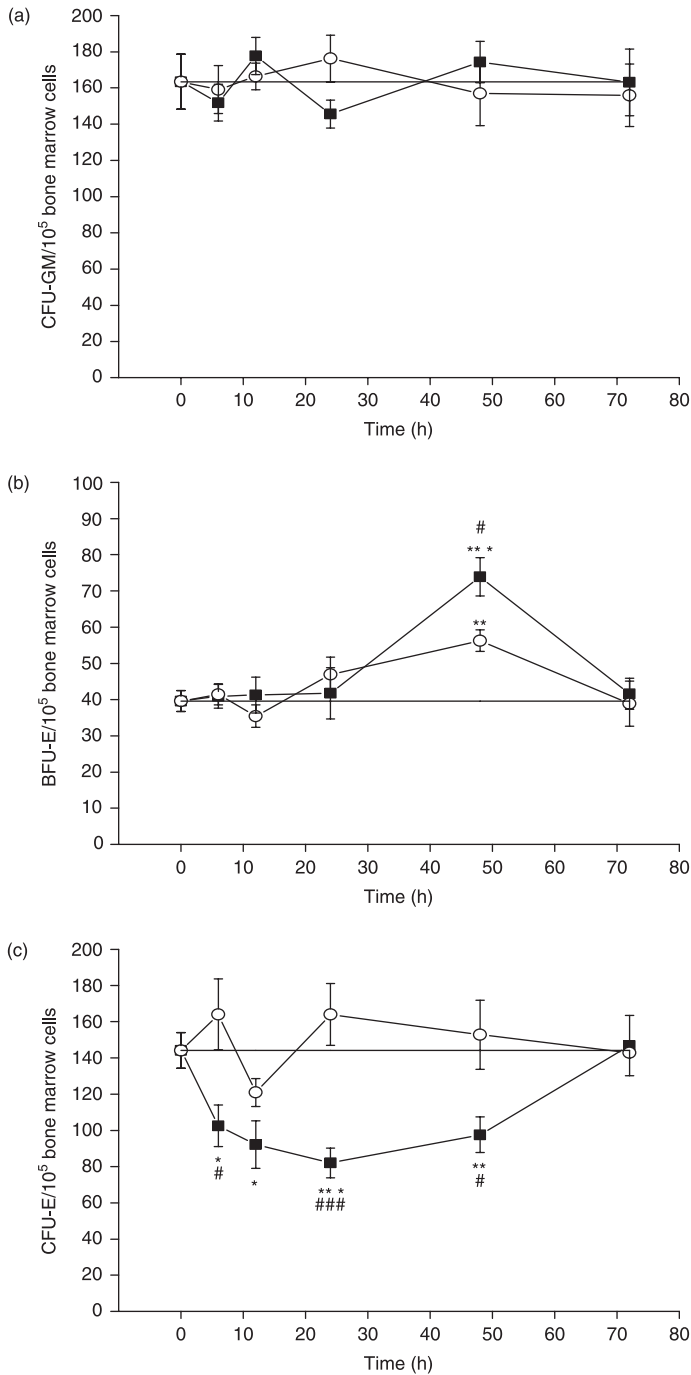 (a)
200
180
160
140
120
100
80
60
40
20
0
CFU-GM/10⁵ bone marrow cells
0 10 20 30 40 50 60 70 80
Time (h)
(b)
100
90
80
70
60
50
40
30
20
10
0
BFU-E/10⁵ bone marrow cells
#
** *
**
0 10 20 30 40 50 60 70 80
Time (h)
(c)
200
180
160
140
120
100
80
60
40
20
0
CFU-E/10⁵ bone marrow cells
* ** 
# * ** * #
###
0 10 20 30 40 50 60 70 80
Time (h)